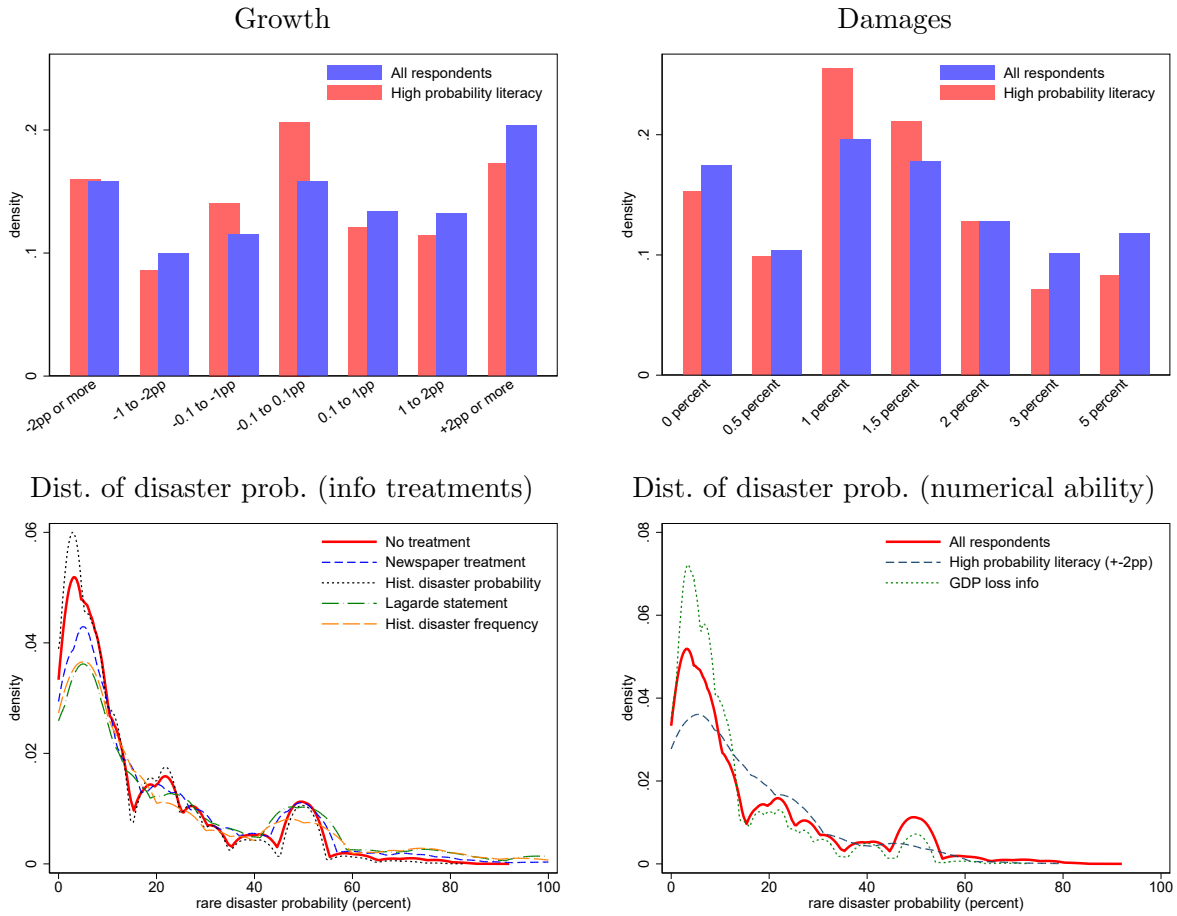 Growth
All respondents
High probability literacy
density
0
.1
.2
-2pp or more
-1 to -2pp
-0.1 to -1pp
-0.1 to 0.1pp
0.1 to 1pp
1 to 2pp
+2pp or more
Damages
All respondents
High probability literacy
density
0
.1
.2
0 percent
0.5 percent
1 percent
1.5 percent
2 percent
3 percent
5 percent
Dist. of disaster prob. (info treatments)
No treatment
Newspaper treatment
Hist. disaster probability
Lagarde statement
Hist. disaster frequency
density
0
.02
.04
.06
0 20 40 60 80 100
rare disaster probability (percent)
Dist. of disaster prob. (numerical ability)
All respondents
High probability literacy (+-2pp)
GDP loss info
density
0
.02
.04
.06
.08
0 20 40 60 80 100
rare disaster probability (percent)